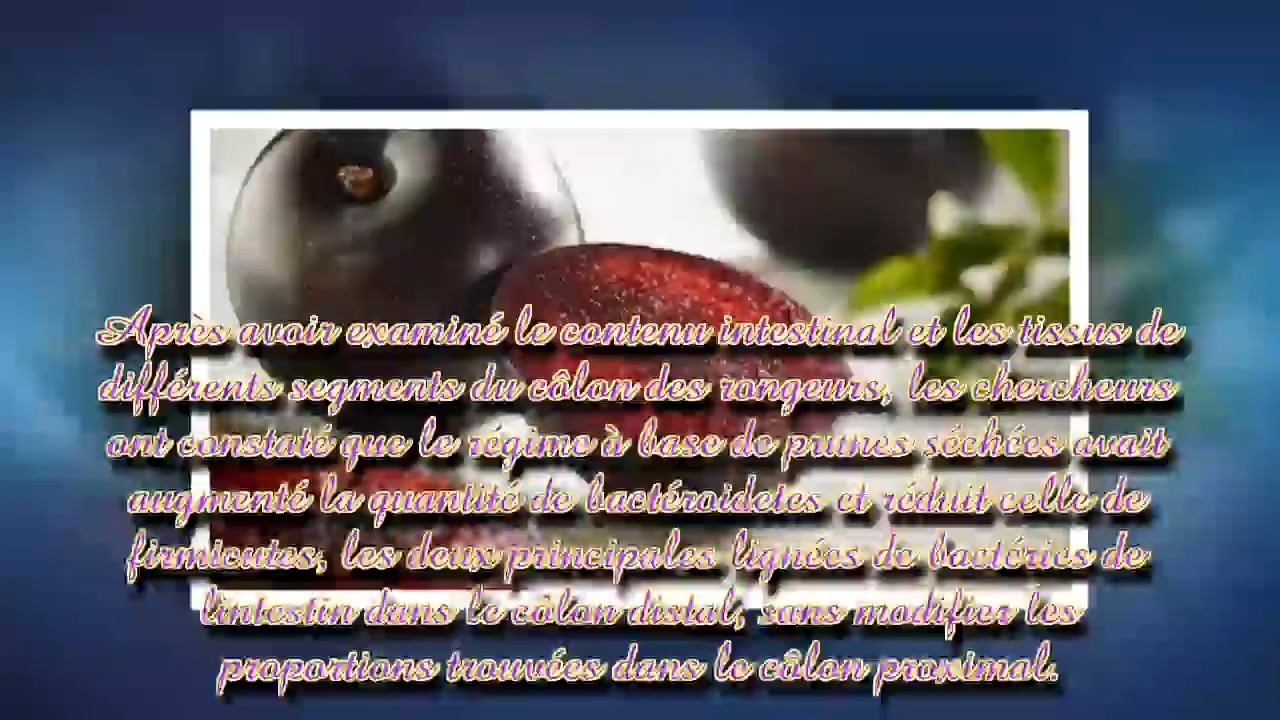 Après avoir examiné le contenu intestinal et les tissus de
différents segments du côlon des rongeurs, les chercheurs
ont constaté que le régime à base de prunes séchées avait
augmenté la quantité de bactéroidetes et réduit celle de
firmicutes, les deux principales lignées de bactéries de
lintestin dans le côlon distal, sans modifier les
proportions trouvées dans le côlon proximal.